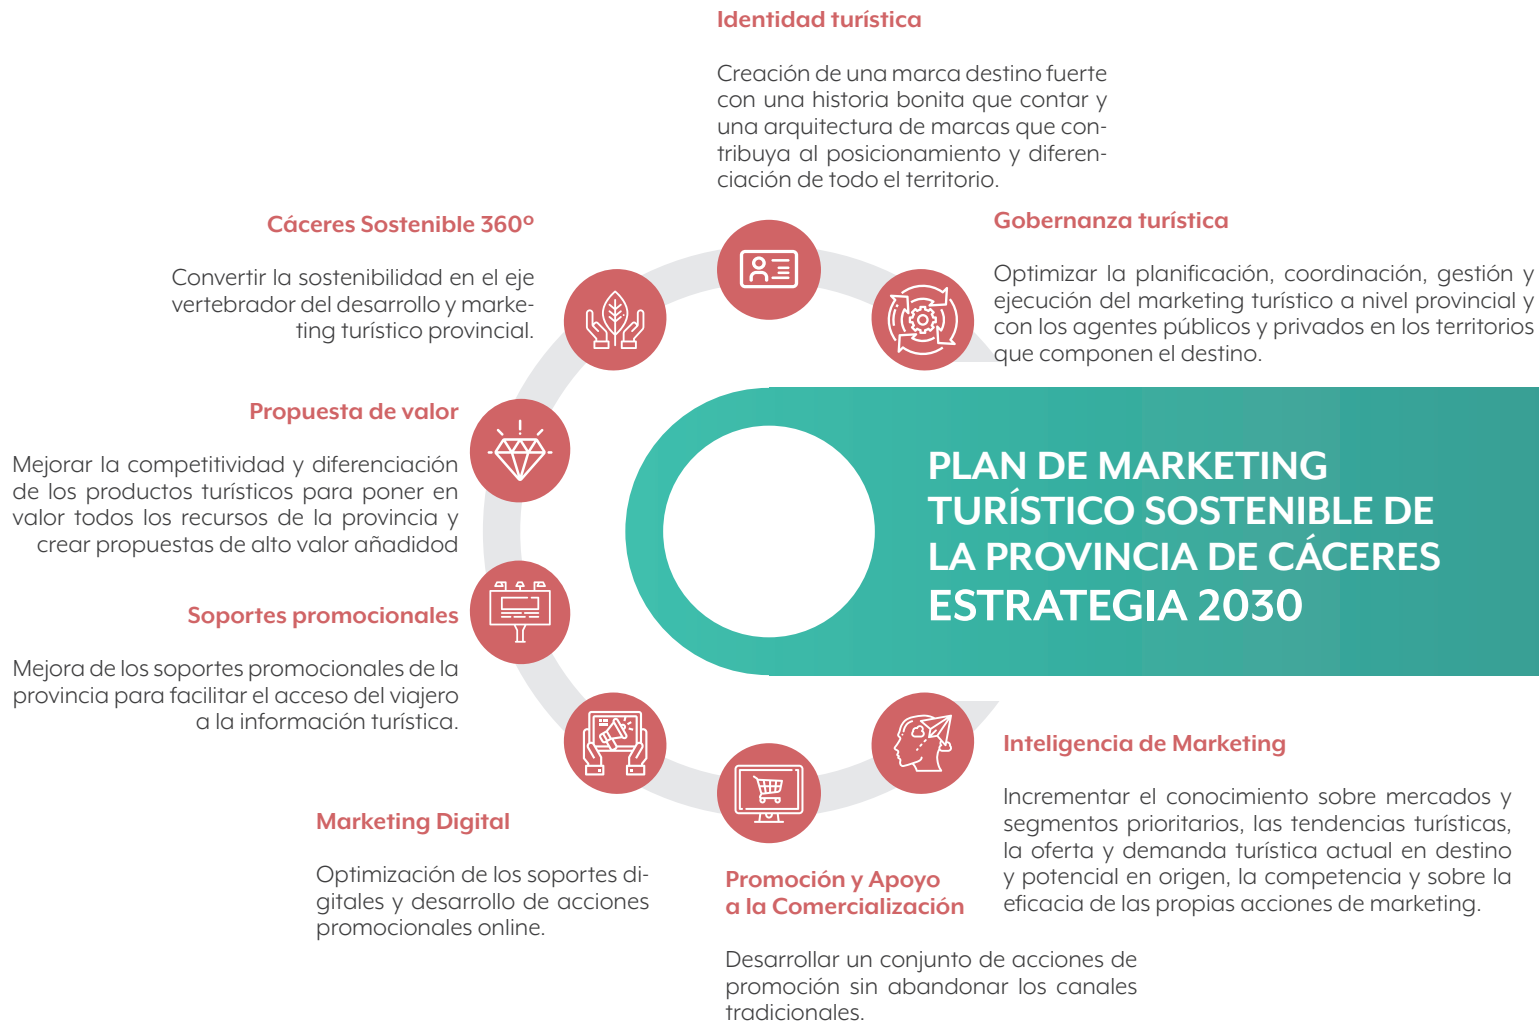 Identidad turística
Creación de una marca destino fuerte
con una historia bonita que contar y
una arquitectura de marcas que con-
tribuya al posicionamiento y diferen-
ciación de todo el territorio.
Gobernanza turística
Optimizar la planificación, coordinación, gestión y
ejecución del marketing turístico a nivel provincial y
con los agentes públicos y privados en los territorios
que componen el destino.
Cáceres Sostenible 360º
Convertir la sostenibilidad en el eje
vertebrador del desarrollo y marke-
ting turístico provincial.
Propuesta de valor
Mejorar la competitividad y diferenciación
de los productos turísticos para poner en
valor todos los recursos de la provincia y
crear propuestas de alto valor añadidod
Soportes promocionales
Mejora de los soportes promocionales de la
provincia para facilitar el acceso del viajero
a la información turística.
PLAN DE MARKETING
TURÍSTICO SOSTENIBLE DE
LA PROVINCIA DE CÁCERES
ESTRATEGIA 2030
Marketing Digital
Optimización de los soportes di-
gitales y desarrollo de acciones
promocionales online.
Promoción y Apoyo
a la Comercialización
Desarrollar un conjunto de acciones de
promoción sin abandonar los canales
tradicionales.
Inteligencia de Marketing
Incrementar el conocimiento sobre mercados y
segmentos prioritarios, las tendencias turísticas,
la oferta y demanda turística actual en destino
y potencial en origen, la competencia y sobre la
eficacia de las propias acciones de marketing.